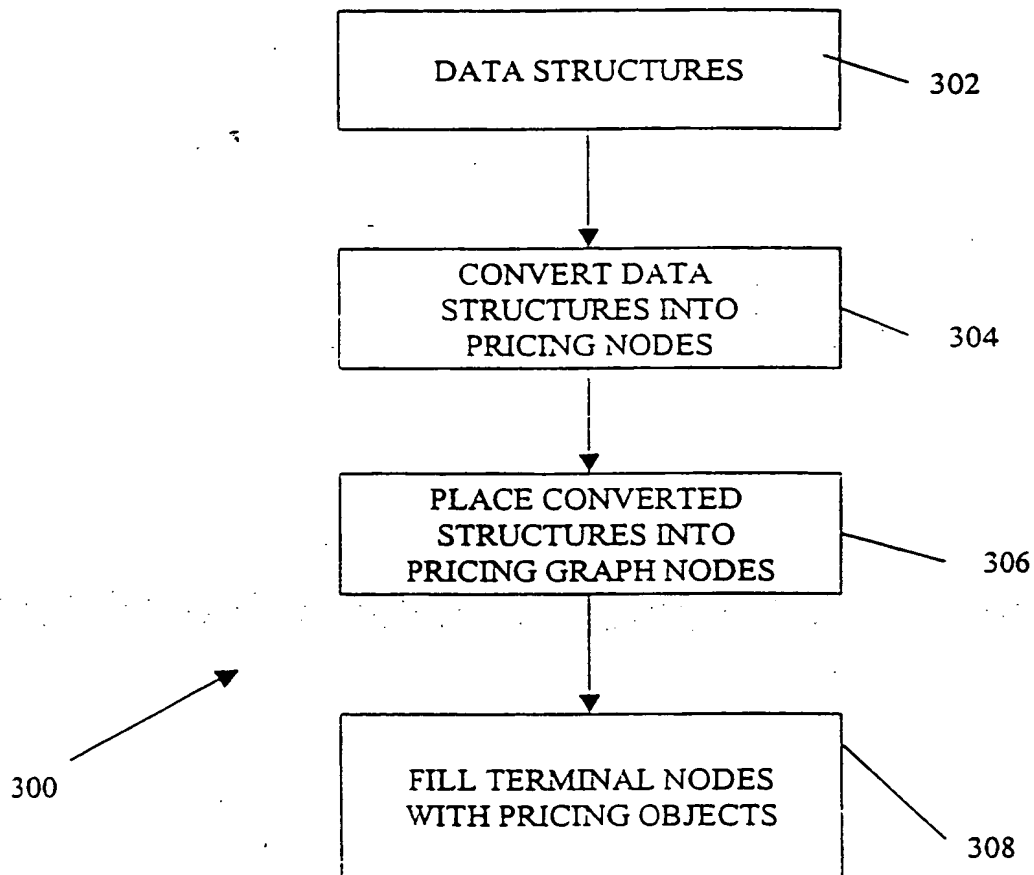 DATA STRUCTURES
302
CONVERT DATA
STRUCTURES INTO
PRICING NODES
304
PLACE CONVERTED
STRUCTURES INTO
PRICING GRAPH NODES
306
300
FILL TERMINAL NODES
WITH PRICING OBJECTS
308